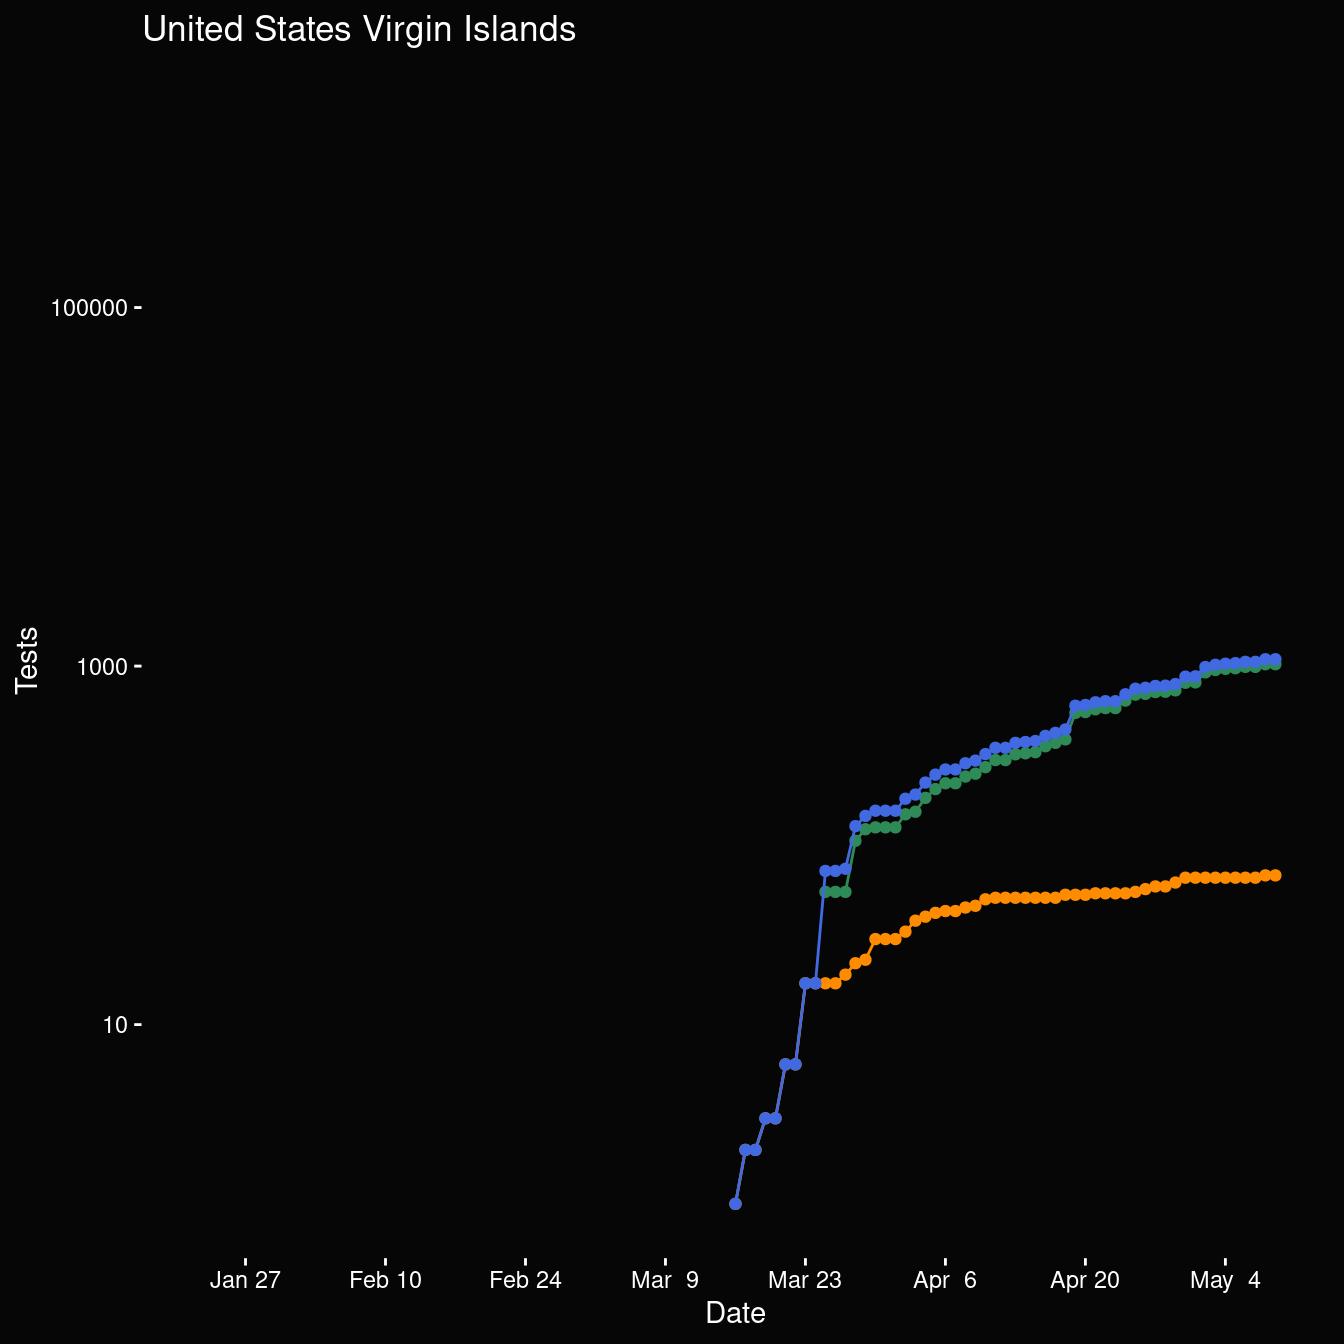 United States Virgin Islands
100000
1000
10
Tests
Jan 27 Feb 10 Feb 24 Mar 9 Mar 23 Apr 6 Apr 20 May 4
Date